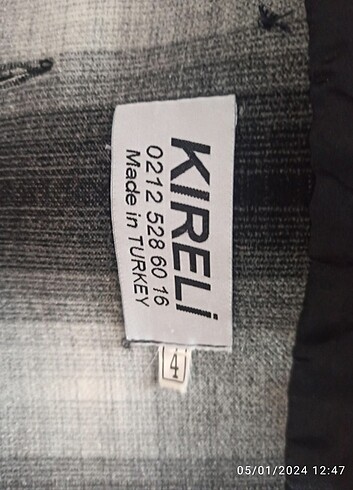 KIRELİ
0212 528 60 16
Made in TURKEY
4
05/01/2024 12:47